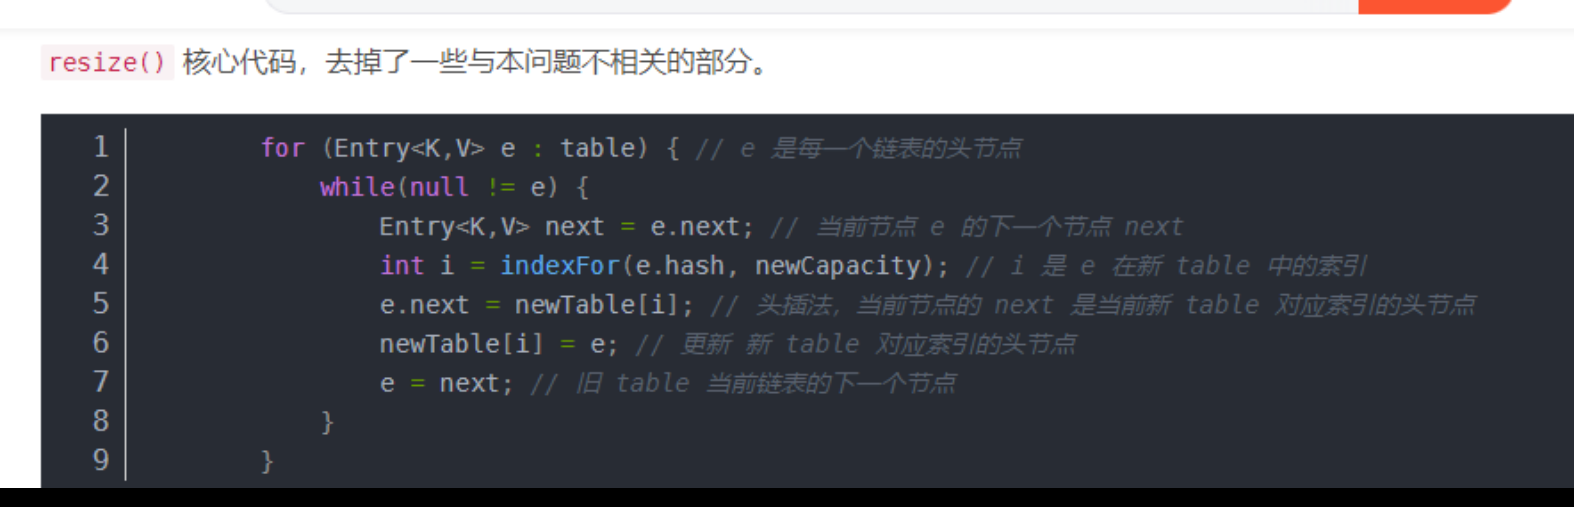 resize() 核心代码，去掉了一些与本问题不相关的部分。
1 for (Entry<K,V> e : table) { // e 是每一个链表的头节点
2 while(null != e) {
3 Entry<K,V> next = e.next; // 当前节点 e 的下一个节点 next
4 int i = indexFor(e.hash, newCapacity); // i 是 e 在新 table 中的索引
5 e.next = newTable[i]; // 头插法，当前节点的 next 是当前新 table 对应索引的头节点
6 newTable[i] = e; // 更新 新 table 对应索引的头节点
7 e = next; // 旧 table 当前链表的下一个节点
8 }
9 }